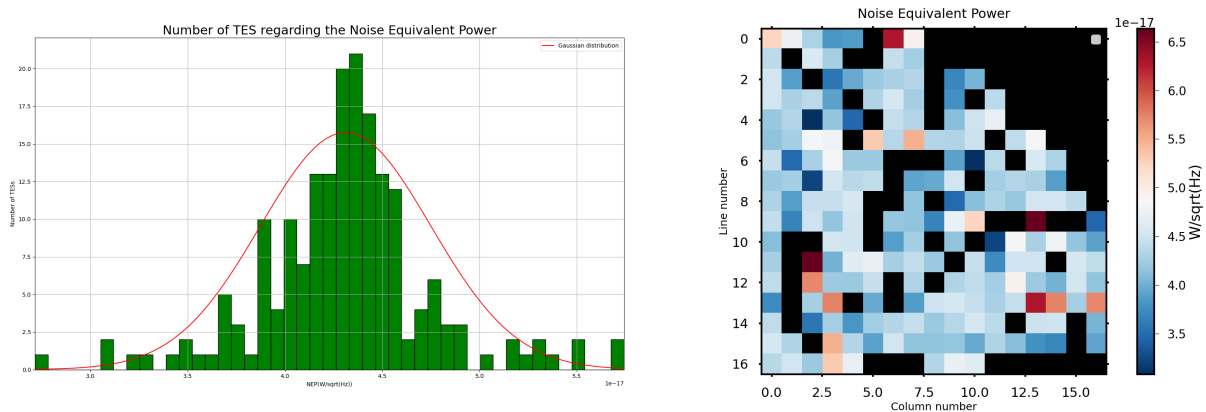 Number of TES regarding the Noise Equivalent Power
Gaussian distribution
Number of TESs
20.0
17.5
15.0
12.5
10.0
7.5
5.0
2.5
0.0
3.0 3.5 4.0 4.5 5.0 5.5
1e−17
NEP(W/sqrt(Hz))
Noise Equivalent Power
Line number
0
2
4
6
8
10
12
14
16
0.0 2.5 5.0 7.5 10.0 12.5 15.0
Column number
1e−17
6.5
6.0
5.5
5.0
4.5
4.0
3.5
W/sqrt(Hz)